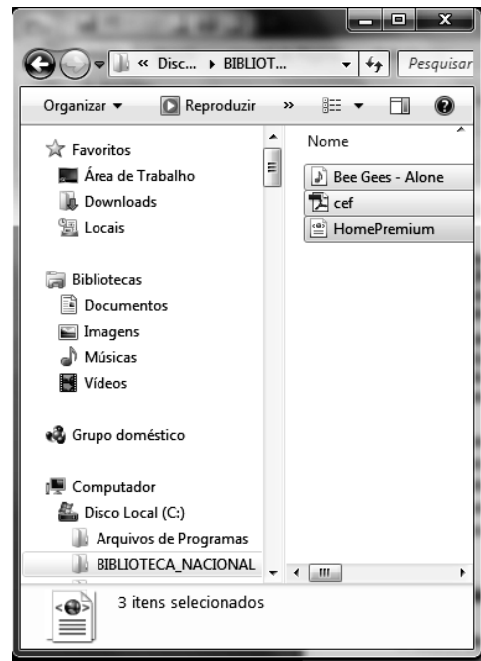 « Disc... ▸ BIBLIOT...
Pesquisar
Organizar
Reproduzir
»
Favoritos
Área de Trabalho
Downloads
Locais
Bibliotecas
Documentos
Imagens
Músicas
Vídeos
Grupo doméstico
Computador
Disco Local (C:)
Arquivos de Programas
BIBLIOTECA_NACIONAL
Nome
Bee Gees - Alone
cef
HomePremium
3 itens selecionados